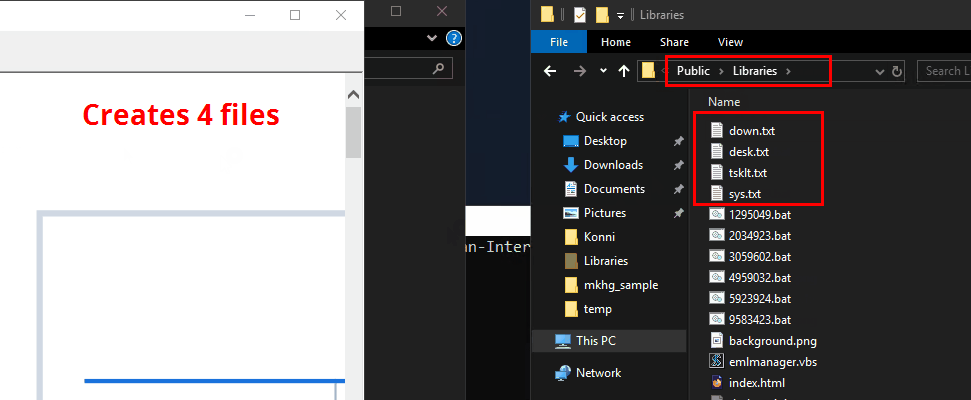 Creates 4 files
Libraries
File Home Share View
Public Libraries
Search L
Name
Quick access
Desktop
Downloads
Documents
Pictures
Konni
Libraries
mkhg_sample
temp
This PC
Network
down.txt
desk.txt
tsklt.txt
sys.txt
1295049.bat
2034923.bat
3059602.bat
4959032.bat
5923924.bat
9583423.bat
background.png
emlmanager.vbs
index.html